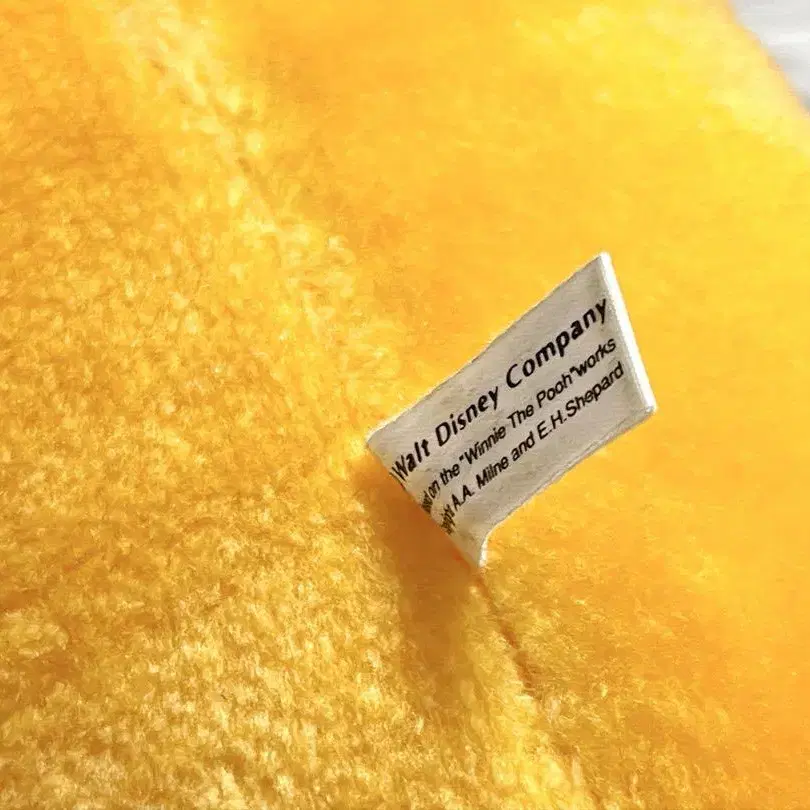 Walt Disney Company
on the "Winnie The Pooh" works
A.A. Milne and E.H.Shepard